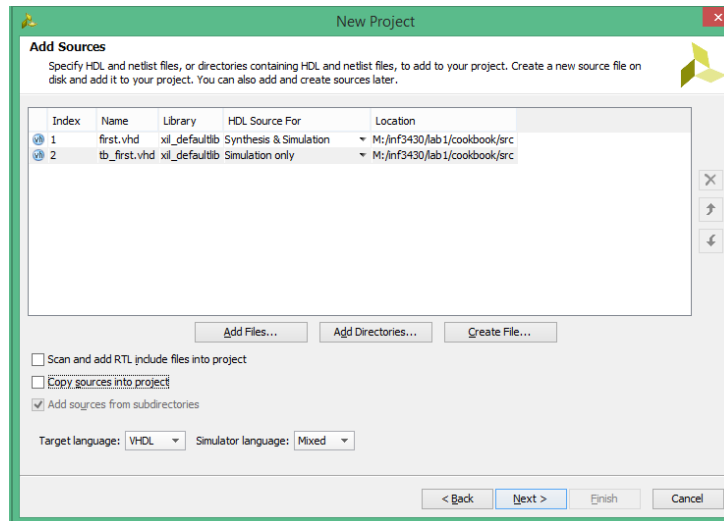 New Project
Add Sources
Specify HDL and netlist files, or directories containing HDL and netlist files, to add to your project. Create a new source file on
disk and add it to your project. You can also add and create sources later.
Index Name Library HDL Source For Location
1 first.vhd xil_defaultlib Synthesis & Simulation M:/inf3430/lab1/cookbook/src
2 tb_first.vhd xil_defaultlib Simulation only M:/inf3430/lab1/cookbook/src
Add Files... Add Directories... Create File...
Scan and add RTL include files into project
Copy sources into project
Add sources from subdirectories
Target language: VHDL Simulator language: Mixed
< Back Next > Finish Cancel